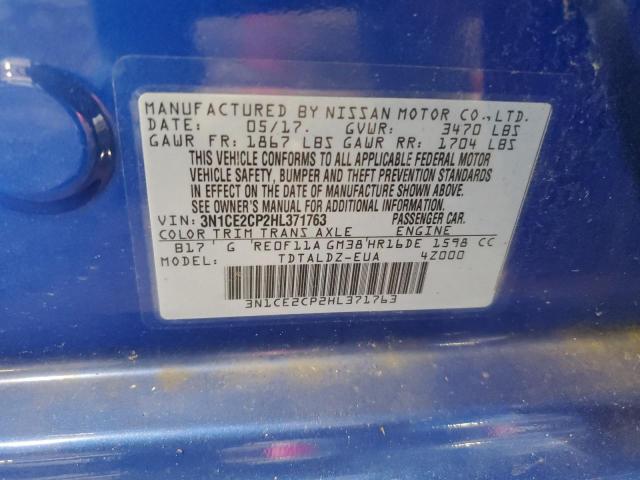 MANUFACTURED BY NISSAN MOTOR CO.,LTD.
DATE: 05/17. GVWR: 3470 LBS
GAWR FR: 1867 LBS GAWR RR: 1704 LBS
THIS VEHICLE CONFORMS TO ALL APPLICABLE FEDERAL MOTOR
VEHICLE SAFETY, BUMPER AND THEFT PREVENTION STANDARDS
IN EFFECT ON THE DATE OF MANUFACTURE SHOWN ABOVE.
SEE OWNER'S MANUAL FOR ADDITIONAL INFORMATION.
VIN: 3N1CE2CP2HL371763 PASSENGER CAR.
COLOR TRIM TRANS AXLE ENGINE
B17 G RE0F11A GM38 HR16DE 1598 CC
MODEL: TDTALDZ-EUA 4Z000
3N1CE2CP2HL371763